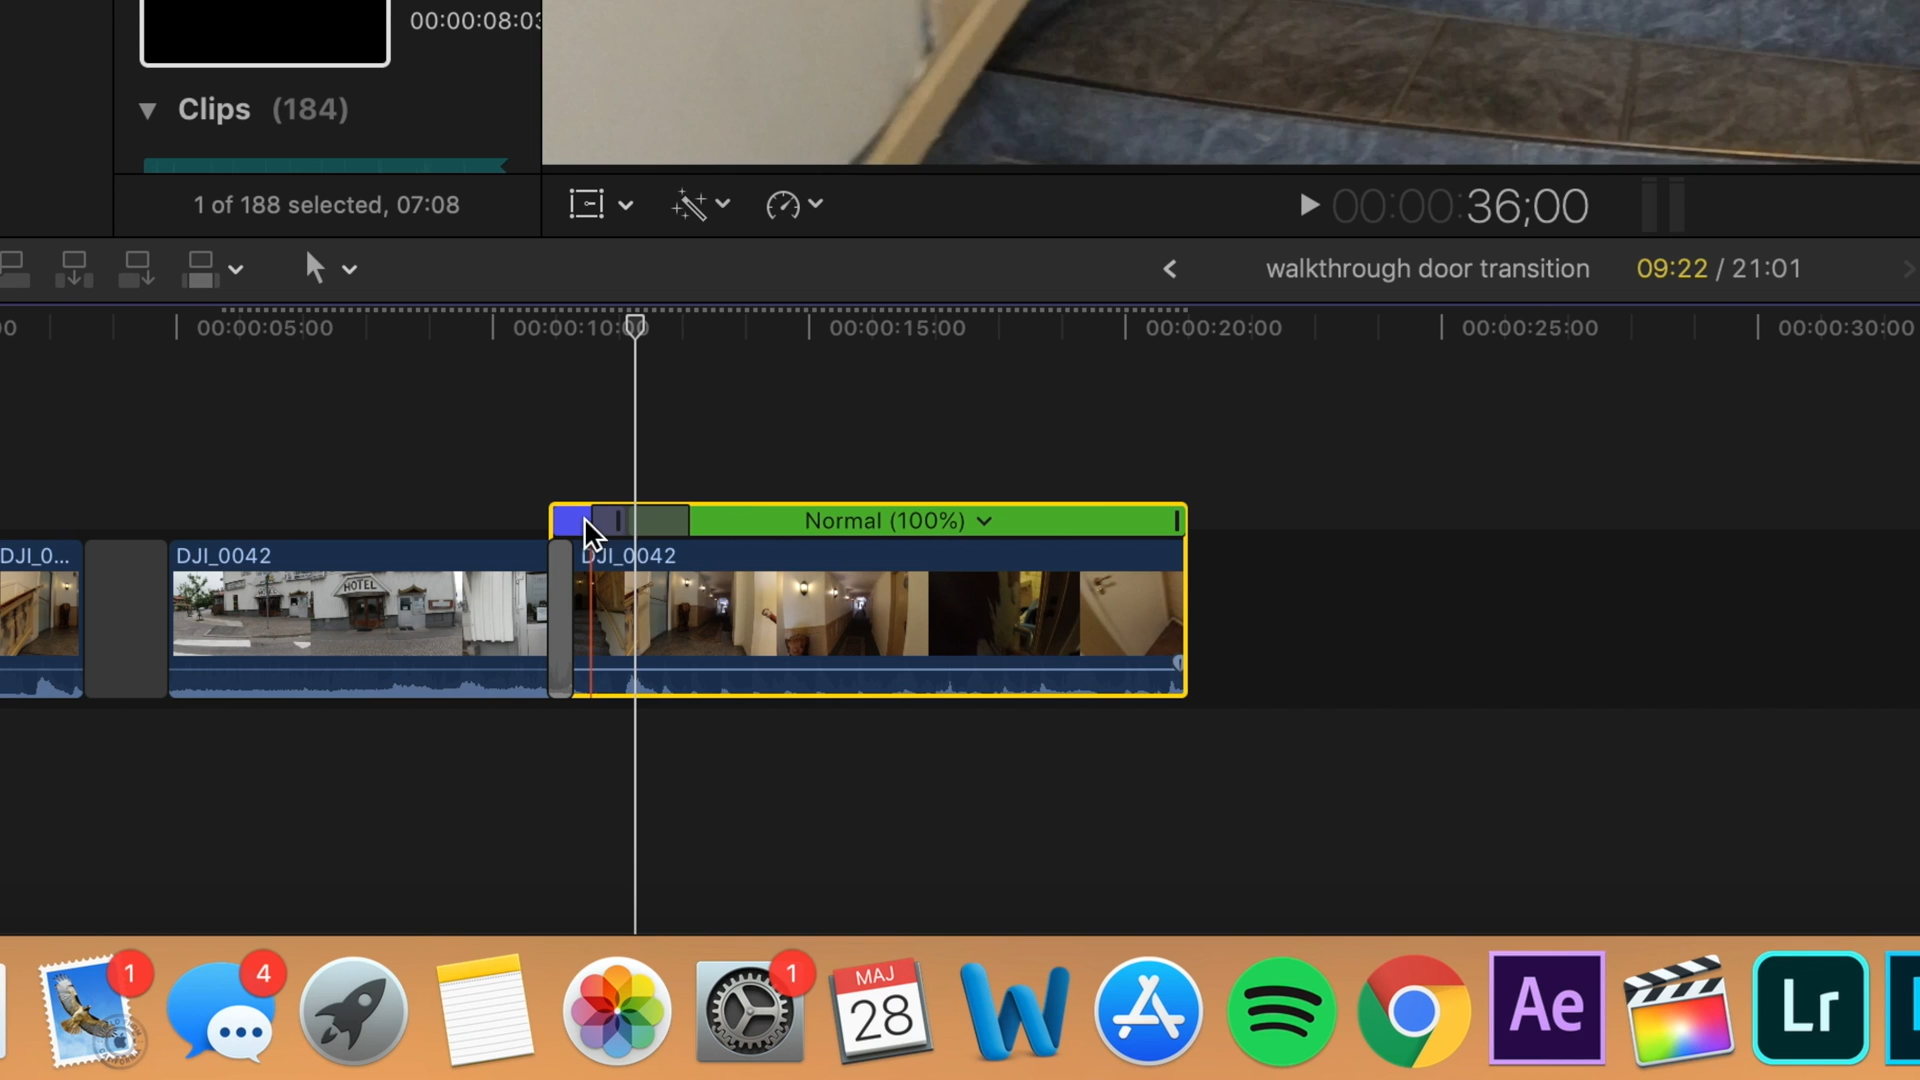 00:00:08:03
Clips (184)
1 of 188 selected, 07:08
00:00:36;00
walkthrough door transition 09:22 / 21:01
00:00:05:00 00:00:10:00 00:00:15:00 00:00:20:00 00:00:25:00 00:00:30:00
Normal (100%)
DJI_0... DJI_0042 DJI_0042
HOTEL
1 4 1 MAJ 28 Ae Lr